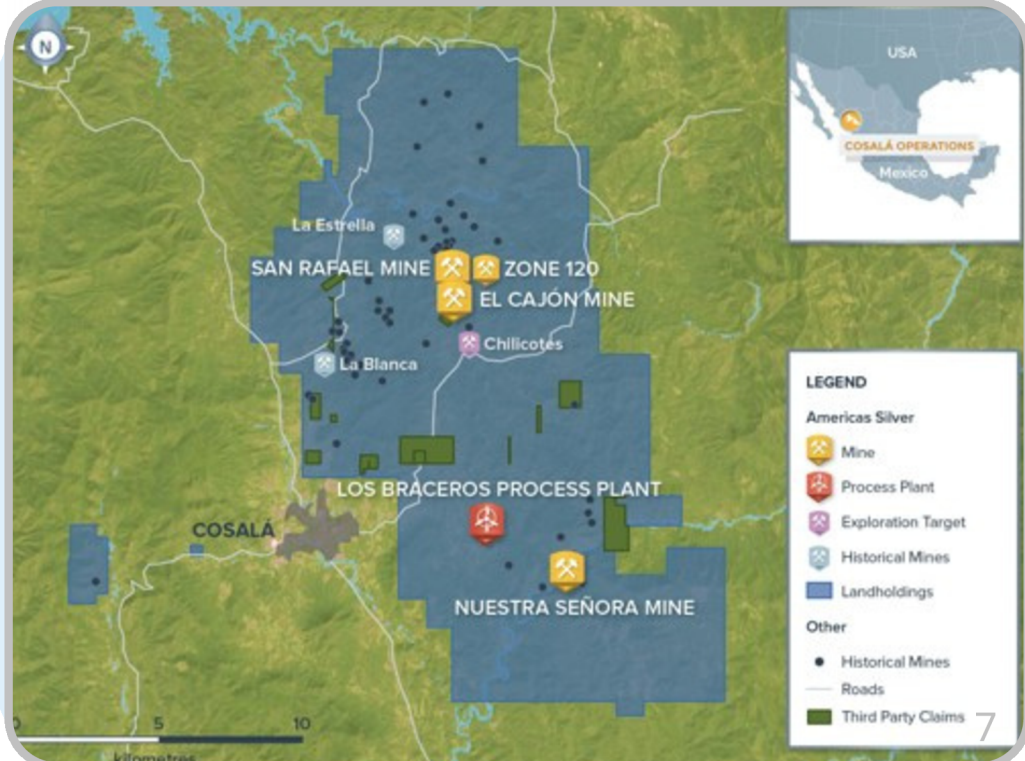 N
USA
COSALÁ OPERATIONS
Mexico
La Estrella
SAN RAFAEL MINE
ZONE 120
EL CAJÓN MINE
Chilicotes
La Blanca
LOS BRACEROS PROCESS PLANT
COSALÁ
NUESTRA SEÑORA MINE
LEGEND
Americas Silver
Mine
Process Plant
Exploration Target
Historical Mines
Landholdings
Other
Historical Mines
Roads
Third Party Claims
7
0 5 10
kilometres